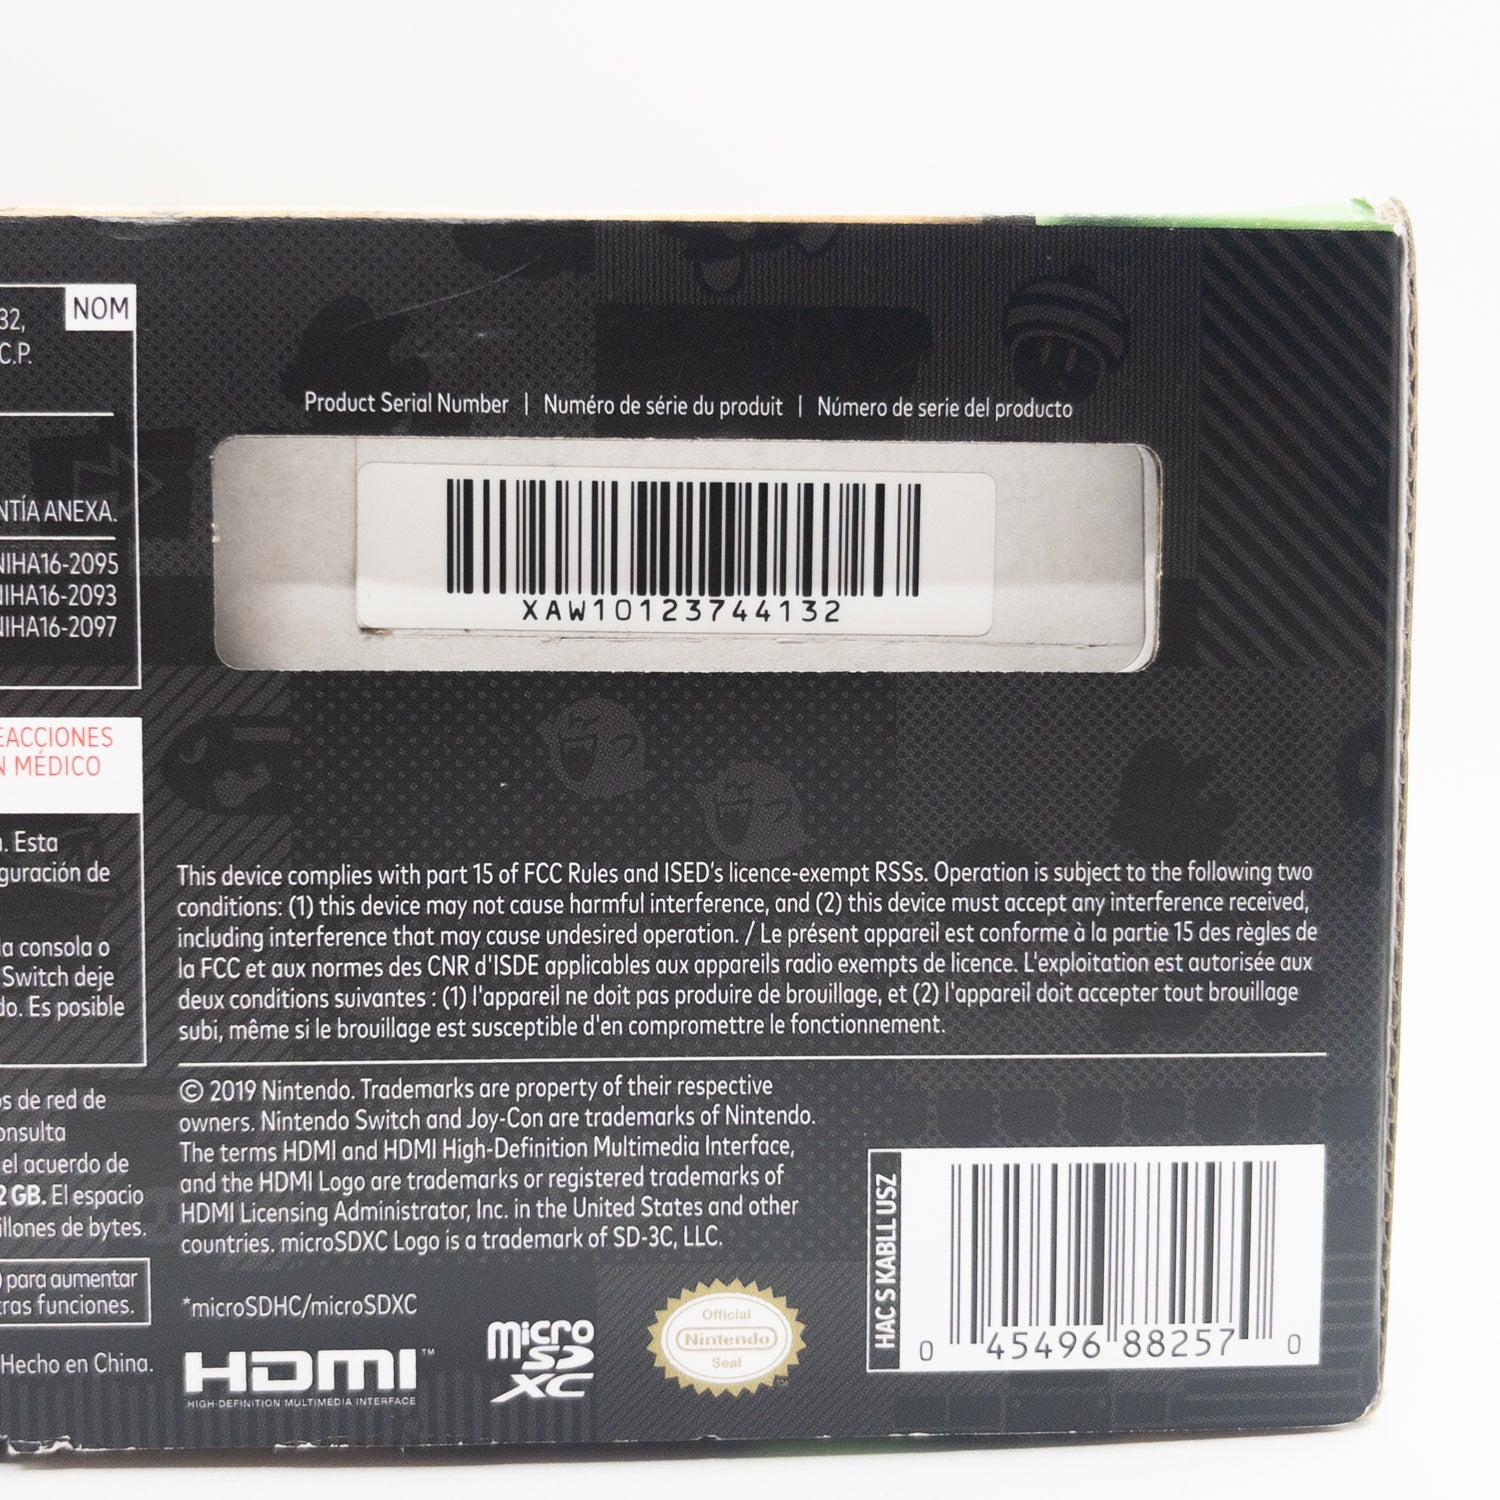 NOM
32,
C.P.
NTÍA ANEXA.
NIHA16-2095
NIHA16-2093
NIHA16-2097
EACCIONES
N MÉDICO
. Esta
guración de
la consola o
Switch deje
do. Es posible
os de red de
onsulta
el acuerdo de
2 GB. El espacio
illones de bytes.
) para aumentar
tras funciones.
Hecho en China.
Product Serial Number | Numéro de série du produit | Número de serie del producto
XAW10123744132
This device complies with part 15 of FCC Rules and ISED's licence-exempt RSSs. Operation is subject to the following two
conditions: (1) this device may not cause harmful interference, and (2) this device must accept any interference received,
including interference that may cause undesired operation. / Le présent appareil est conforme à la partie 15 des règles de
la FCC et aux normes des CNR d'ISDE applicables aux appareils radio exempts de licence. L'exploitation est autorisée aux
deux conditions suivantes : (1) l'appareil ne doit pas produire de brouillage, et (2) l'appareil doit accepter tout brouillage
subi, même si le brouillage est susceptible d'en compromettre le fonctionnement.
© 2019 Nintendo. Trademarks are property of their respective
owners. Nintendo Switch and Joy-Con are trademarks of Nintendo.
The terms HDMI and HDMI High-Definition Multimedia Interface,
and the HDMI Logo are trademarks or registered trademarks of
HDMI Licensing Administrator, Inc. in the United States and other
countries. microSDXC Logo is a trademark of SD-3C, LLC.
*microSDHC/microSDXC
HDMI™
HIGH-DEFINITION MULTIMEDIA INTERFACE
micro
SD
XC
Official
Nintendo
Seal
HAC S KABLL USZ
0 45496 88257 0